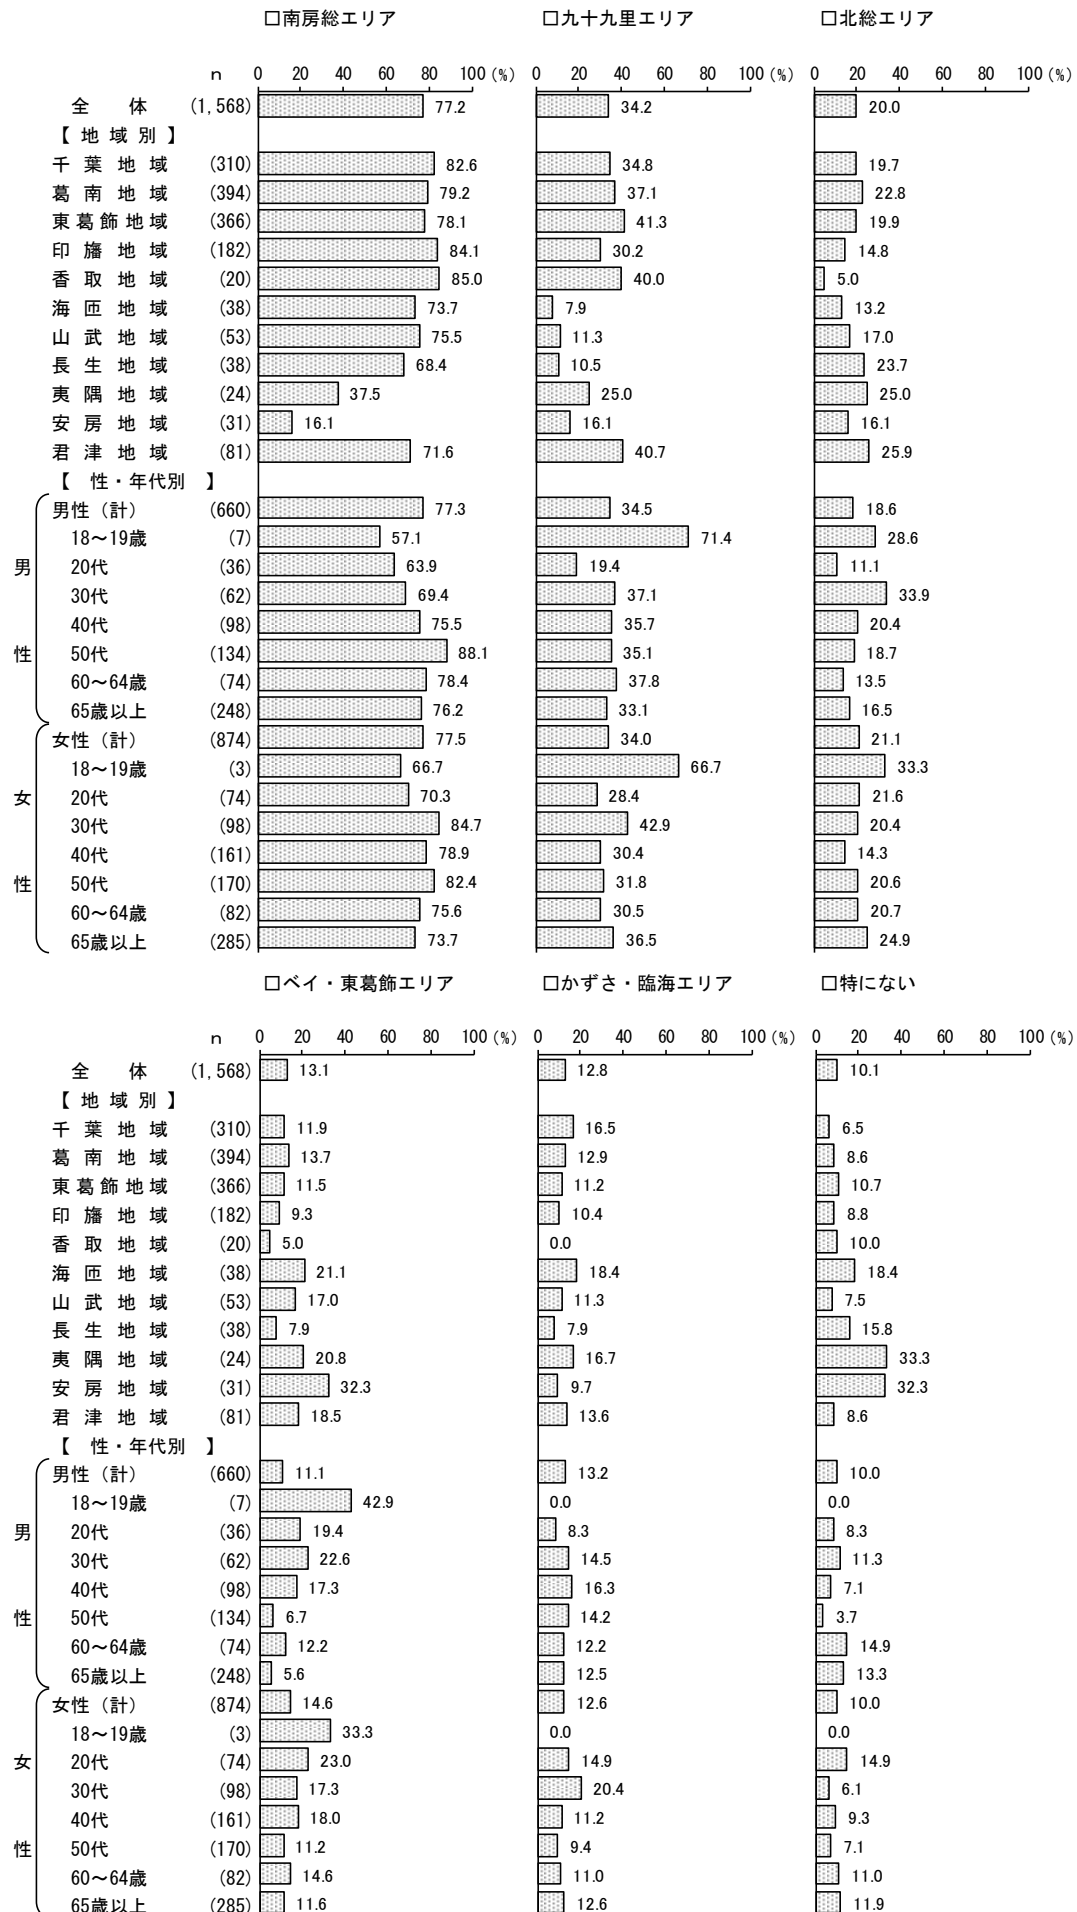 □南房総エリア □九十九里エリア □北総エリア
n 0 20 40 60 80 100(%) 0 20 40 60 80 100(%) 0 20 40 60 80 100(%)
全体 (1,568) 77.2 34.2 20.0
【地域別】
千葉地域 (310) 82.6 34.8 19.7
葛南地域 (394) 79.2 37.1 22.8
東葛飾地域 (366) 78.1 41.3 19.9
印旛地域 (182) 84.1 30.2 14.8
香取地域 (20) 85.0 40.0 5.0
海匝地域 (38) 73.7 7.9 13.2
山武地域 (53) 75.5 11.3 17.0
長生地域 (38) 68.4 10.5 23.7
夷隅地域 (24) 37.5 25.0 25.0
安房地域 (31) 16.1 16.1 16.1
君津地域 (81) 71.6 40.7 25.9
【性・年代別】
男性（計） (660) 77.3 34.5 18.6
18～19歳 (7) 57.1 71.4 28.6
男 20代 (36) 63.9 19.4 11.1
30代 (62) 69.4 37.1 33.9
40代 (98) 75.5 35.7 20.4
性 50代 (134) 88.1 35.1 18.7
60～64歳 (74) 78.4 37.8 13.5
65歳以上 (248) 76.2 33.1 16.5
女性（計） (874) 77.5 34.0 21.1
18～19歳 (3) 66.7 66.7 33.3
女 20代 (74) 70.3 28.4 21.6
30代 (98) 84.7 42.9 20.4
40代 (161) 78.9 30.4 14.3
性 50代 (170) 82.4 31.8 20.6
60～64歳 (82) 75.6 30.5 20.7
65歳以上 (285) 73.7 36.5 24.9
□ベイ・東葛飾エリア □かずさ・臨海エリア □特にない
n 0 20 40 60 80 100(%) 0 20 40 60 80 100(%) 0 20 40 60 80 100(%)
全体 (1,568) 13.1 12.8 10.1
【地域別】
千葉地域 (310) 11.9 16.5 6.5
葛南地域 (394) 13.7 12.9 8.6
東葛飾地域 (366) 11.5 11.2 10.7
印旛地域 (182) 9.3 10.4 8.8
香取地域 (20) 5.0 0.0 10.0
海匝地域 (38) 21.1 18.4 18.4
山武地域 (53) 17.0 11.3 7.5
長生地域 (38) 7.9 7.9 15.8
夷隅地域 (24) 20.8 16.7 33.3
安房地域 (31) 32.3 9.7 32.3
君津地域 (81) 18.5 13.6 8.6
【性・年代別】
男性（計） (660) 11.1 13.2 10.0
18～19歳 (7) 42.9 0.0 0.0
男 20代 (36) 19.4 8.3 8.3
30代 (62) 22.6 14.5 11.3
40代 (98) 17.3 16.3 7.1
性 50代 (134) 6.7 14.2 3.7
60～64歳 (74) 12.2 12.2 14.9
65歳以上 (248) 5.6 12.5 13.3
女性（計） (874) 14.6 12.6 10.0
18～19歳 (3) 33.3 0.0 0.0
女 20代 (74) 23.0 14.9 14.9
30代 (98) 17.3 20.4 6.1
40代 (161) 18.0 11.2 9.3
性 50代 (170) 11.2 9.4 7.1
60～64歳 (82) 14.6 11.0 11.0
65歳以上 (285) 11.6 12.6 11.9